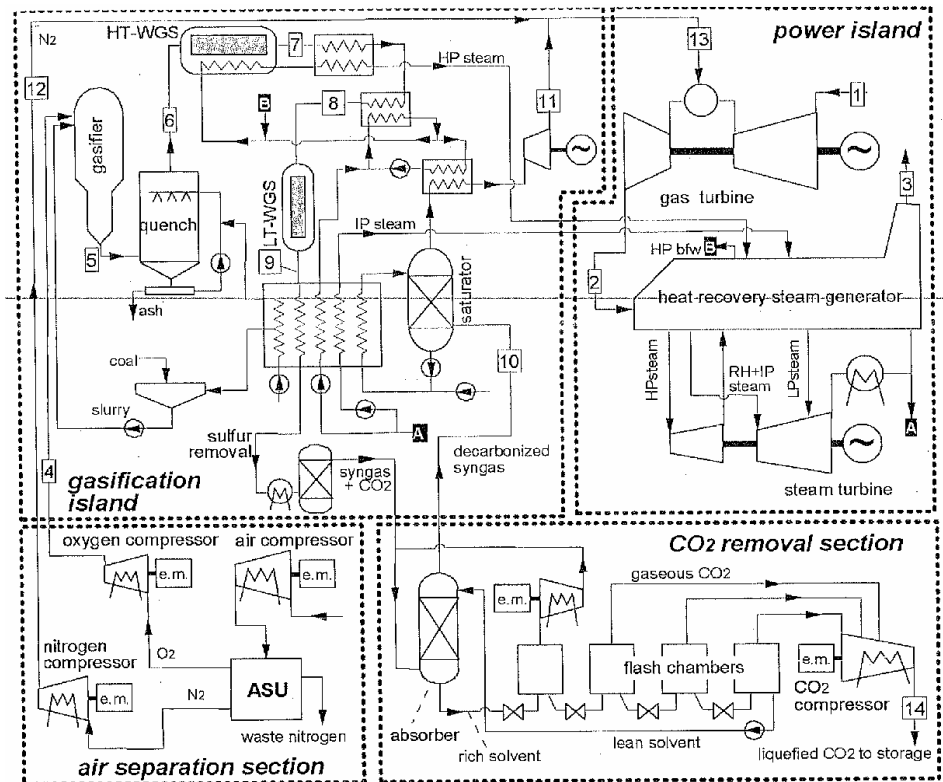 N2
HT-WGS
7
HP steam
13
power island
12
B
8
11
1
6
gasifier
quench
LT-WGS
IP steam
gas turbine
3
5
9
saturator
HP bfw
B
2
heat-recovery steam generator
ash
10
coal
HPsteam
RH+IP
steam
LPsteam
slurry
A
A
4
sulfur
removal
syngas
+ CO2
decarbonized
syngas
steam turbine
gasification
island
oxygen compressor
air compressor
CO2 removal section
e.m.
e.m.
gaseous CO2
e.m.
nitrogen
compressor
O2
e.m.
N2
ASU
flash chambers
e.m.
CO2
compressor
14
waste nitrogen
absorber
rich solvent
lean solvent
liquefied CO2 to storage
air separation section